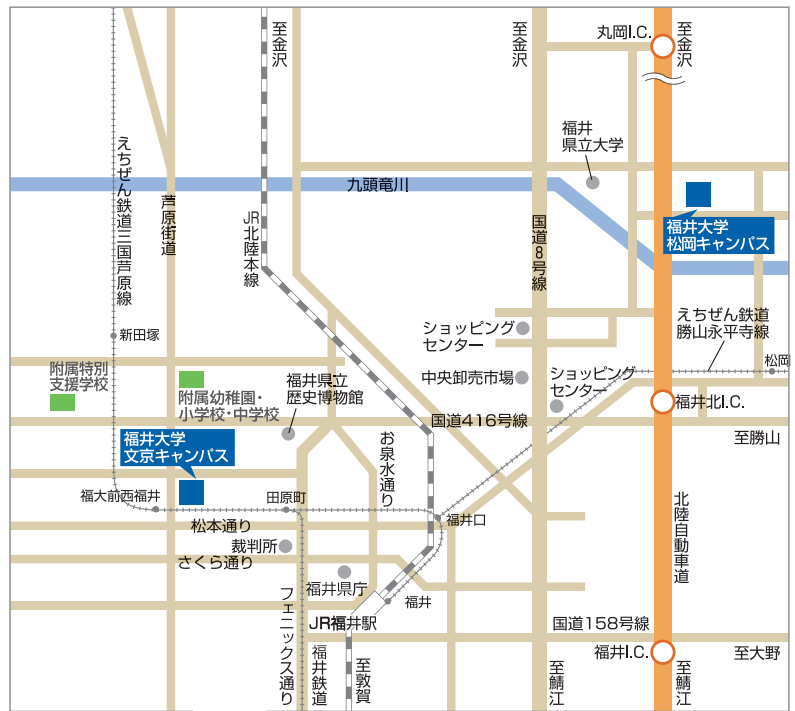 至金沢
至金沢
丸岡I.C.
至金沢
えちぜん鉄道三国芦原線
芦原街道
JR北陸本線
九頭竜川
福井
県立大学
国道8号線
福井大学
松岡キャンパス
新田塚
ショッピング
センター
えちぜん鉄道
勝山永平寺線
松岡
附属特別
支援学校
附属幼稚園・
小学校・中学校
福井県立
歴史博物館
中央卸売市場
ショッピング
センター
国道416号線
福井北I.C.
至勝山
福井大学
文京キャンパス
お泉水通り
福大前西福井
田原町
福井口
松本通り
裁判所
さくら通り
北陸自動車道
福井県庁
福井
フェニックス通り
JR福井駅
国道158号線
福井I.C.
至大野
福井鉄道
至敦賀
至鯖江
至鯖江